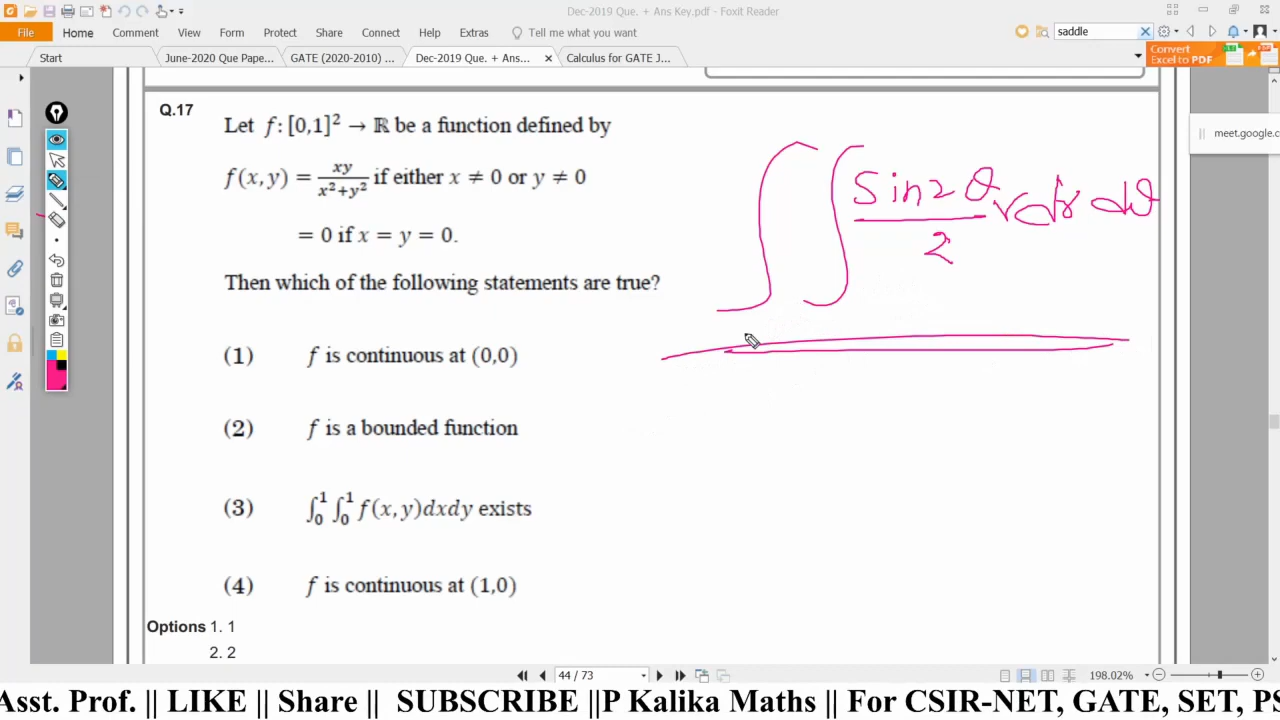 Dec-2019 Que. + Ans Key.pdf - Foxit Reader
File Home Comment View Form Protect Share Connect Help Extras Tell me what you want saddle
Start June-2020 Que Pape... GATE (2020-2010) ... Dec-2019 Que. + Ans... Calculus for GATE J... Convert Excel to PDF
Q.17
Let f: [0,1]² → ℝ be a function defined by
f(x, y) = xy/x²+y² if either x ≠ 0 or y ≠ 0
= 0 if x = y = 0.
Then which of the following statements are true?
∫∫ sin2θ/2 r dr dθ
meet.google.c
(1) f is continuous at (0,0)
(2) f is a bounded function
(3) ∫₀¹ ∫₀¹ f(x, y)dxdy exists
(4) f is continuous at (1,0)
Options 1. 1
2. 2
44 / 73 198.02%
Asst. Prof. || LIKE || Share || SUBSCRIBE ||P Kalika Maths || For CSIR-NET, GATE, SET, PS